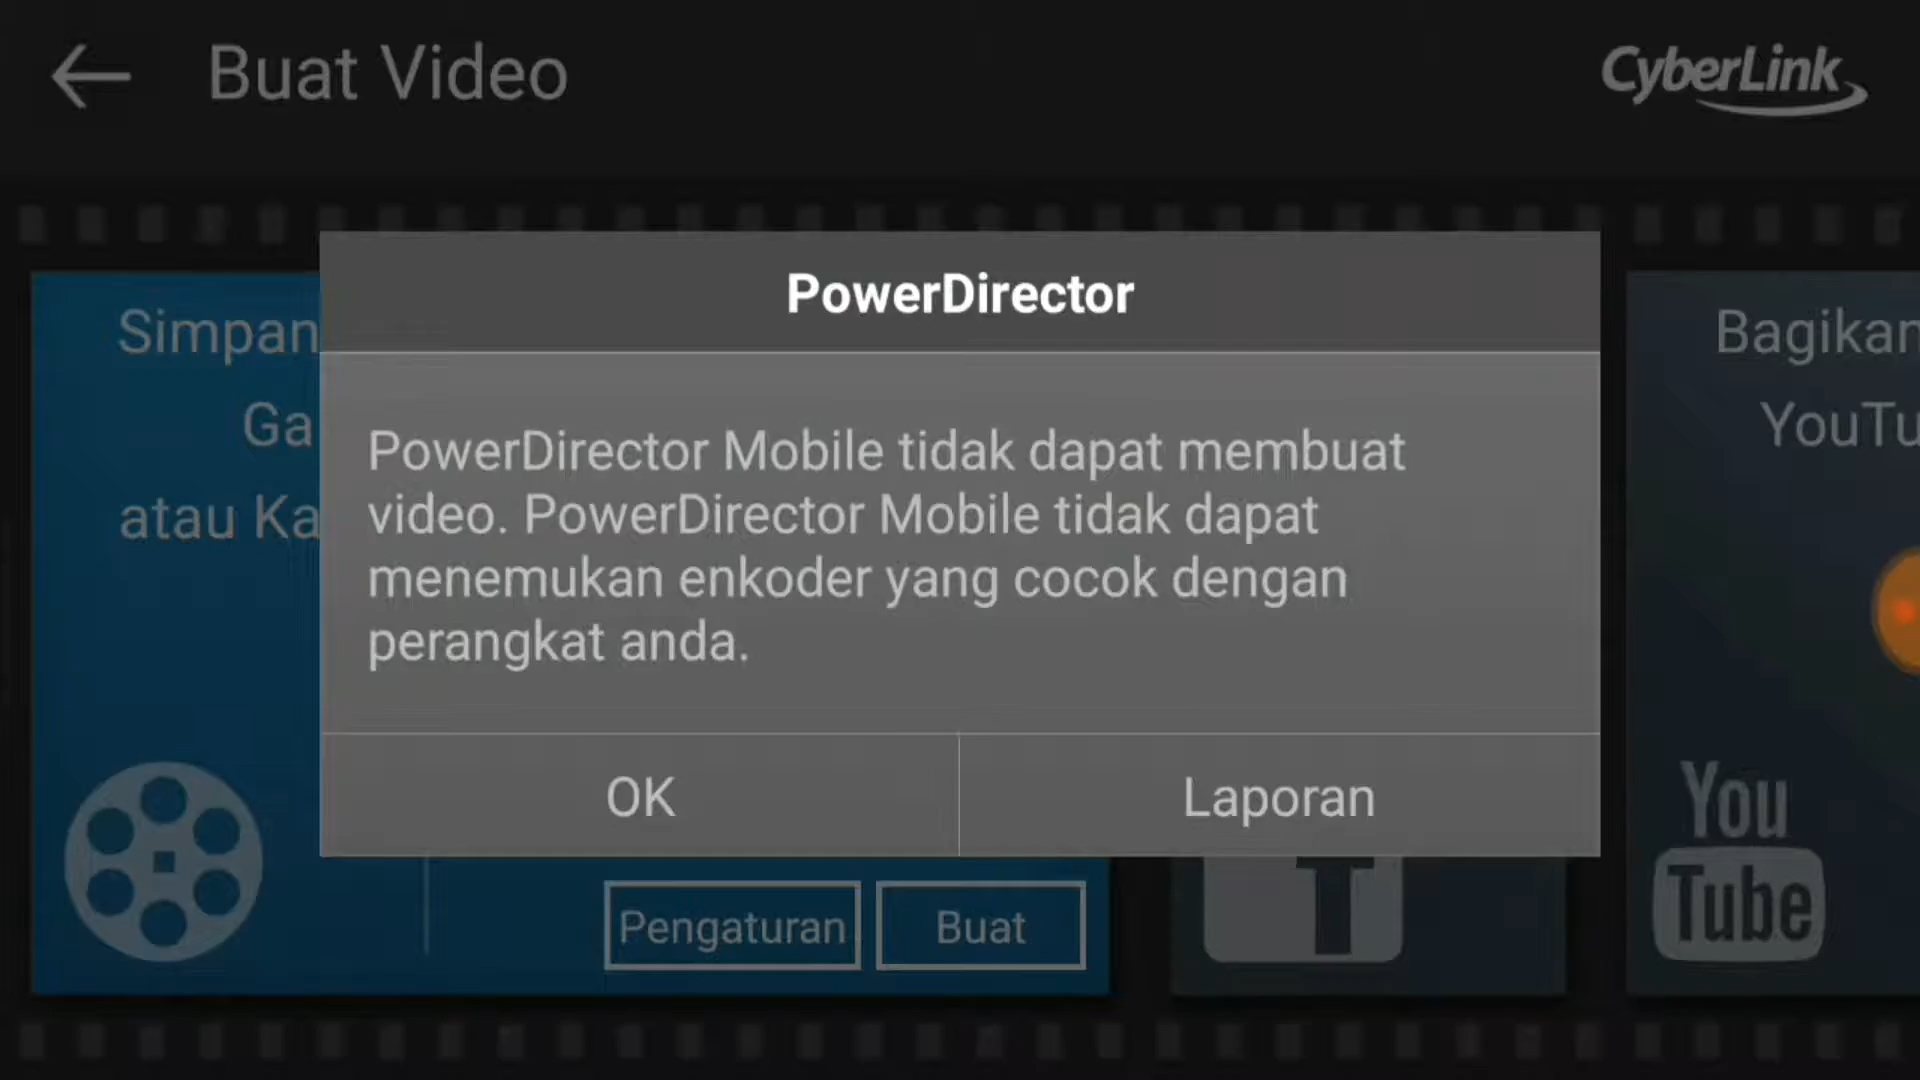 Buat Video
CyberLink
PowerDirector
Simpan
Ga
atau Ka
PowerDirector Mobile tidak dapat membuat
video. PowerDirector Mobile tidak dapat
menemukan enkoder yang cocok dengan
perangkat anda.
OK
Laporan
Pengaturan
Buat
Bagikan
YouTu
You
Tube